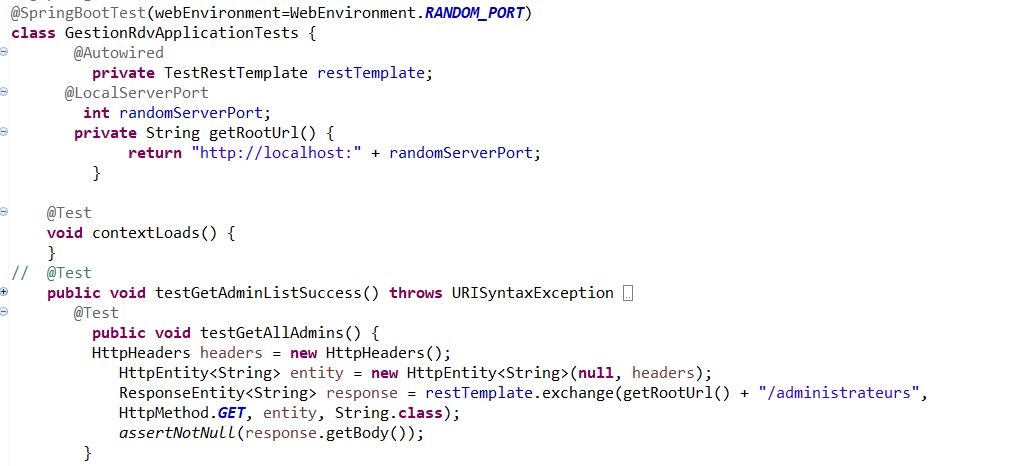 @SpringBootTest(webEnvironment=WebEnvironment.RANDOM_PORT)
class GestionRdvApplicationTests {
@Autowired
private TestRestTemplate restTemplate;
@LocalServerPort
int randomServerPort;
private String getRootUrl() {
return "http://localhost:" + randomServerPort;
}
@Test
void contextLoads() {
}
// @Test
public void testGetAdminListSuccess() throws URISyntaxException
@Test
public void testGetAllAdmins() {
HttpHeaders headers = new HttpHeaders();
HttpEntity<String> entity = new HttpEntity<String>(null, headers);
ResponseEntity<String> response = restTemplate.exchange(getRootUrl() + "/administrateurs",
HttpMethod.GET, entity, String.class);
assertNotNull(response.getBody());
}